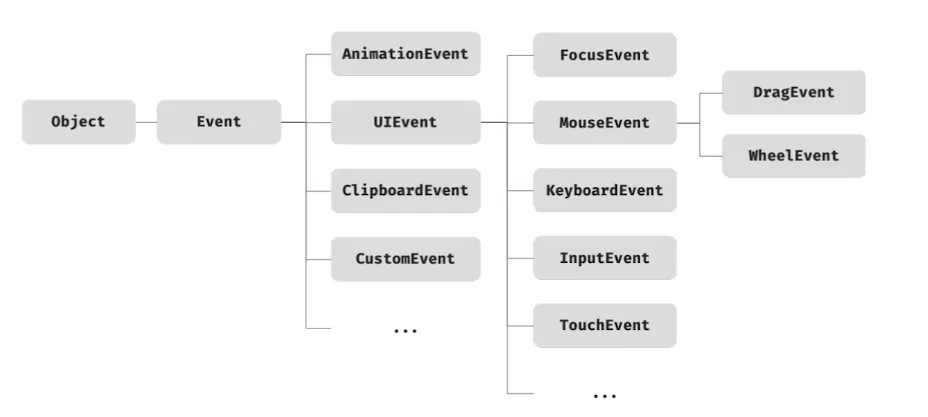 Object
Event
AnimationEvent
UIEvent
ClipboardEvent
CustomEvent
...
FocusEvent
MouseEvent
KeyboardEvent
InputEvent
TouchEvent
...
DragEvent
WheelEvent